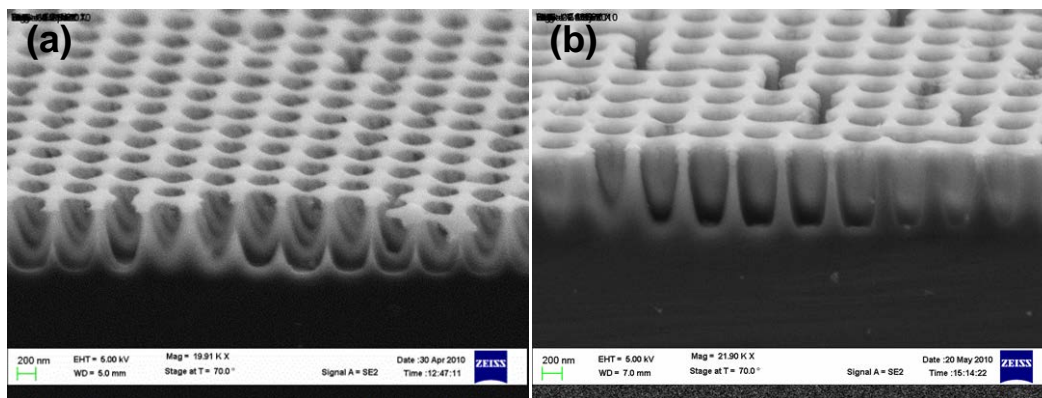 (a)
200 nm
EHT = 5.00 kV
WD = 5.0 mm
Mag = 19.91 K X
Stage at T = 70.0 °
Signal A = SE2
Date :30 Apr 2010
Time :12:47:11
ZEISS
(b)
200 nm
EHT = 5.00 kV
WD = 7.0 mm
Mag = 21.90 K X
Stage at T = 70.0 °
Signal A = SE2
Date :20 May 2010
Time :15:14:22
ZEISS